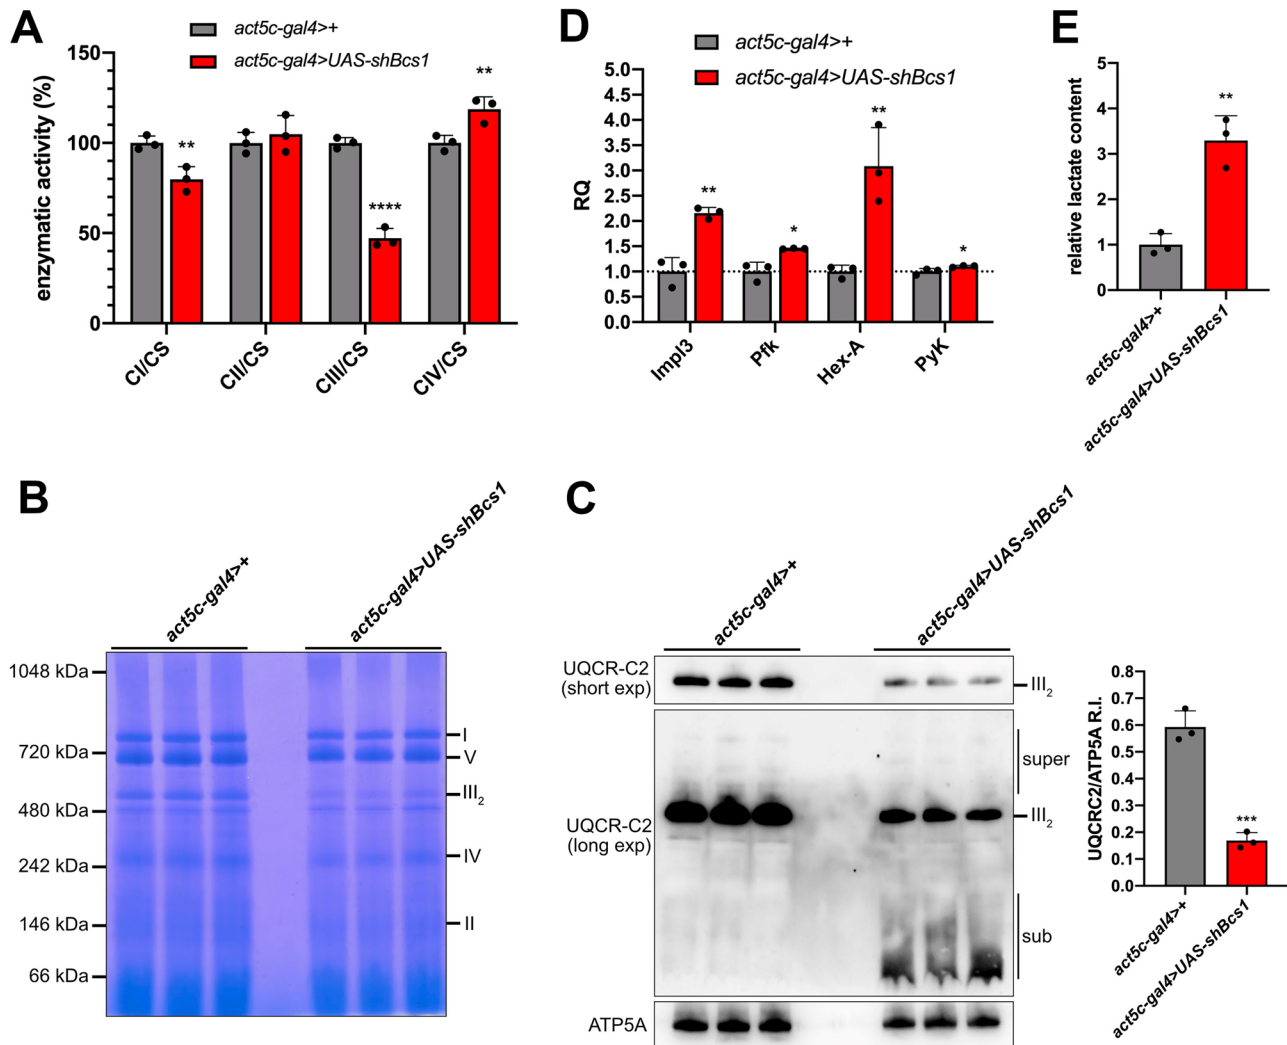 A
act5c-gal4>+
act5c-gal4>UAS-shBcs1
enzymatic activity (%)
150
100
50
0
**
****
**
CI/CS
CII/CS
CIII/CS
CIV/CS
D
act5c-gal4>+
act5c-gal4>UAS-shBcs1
RQ
5.0
4.5
4.0
3.5
3.0
2.5
2.0
1.5
1.0
0.5
0.0
**
*
**
*
Impl3
Pfk
Hex-A
PyK
E
relative lactate content
5
4
3
2
1
0
**
act5c-gal4>+
act5c-gal4>UAS-shBcs1
B
act5c-gal4>+
act5c-gal4>UAS-shBcs1
1048 kDa
720 kDa
480 kDa
242 kDa
146 kDa
66 kDa
I
V
III2
IV
II
C
act5c-gal4>+
act5c-gal4>UAS-shBcs1
UQCR-C2
(short exp)
III2
UQCR-C2
(long exp)
super
III2
sub
ATP5A
UQCRC2/ATP5A R.I.
0.8
0.7
0.6
0.5
0.4
0.3
0.2
0.1
0.0
***
act5c-gal4>+
act5c-gal4>UAS-shBcs1